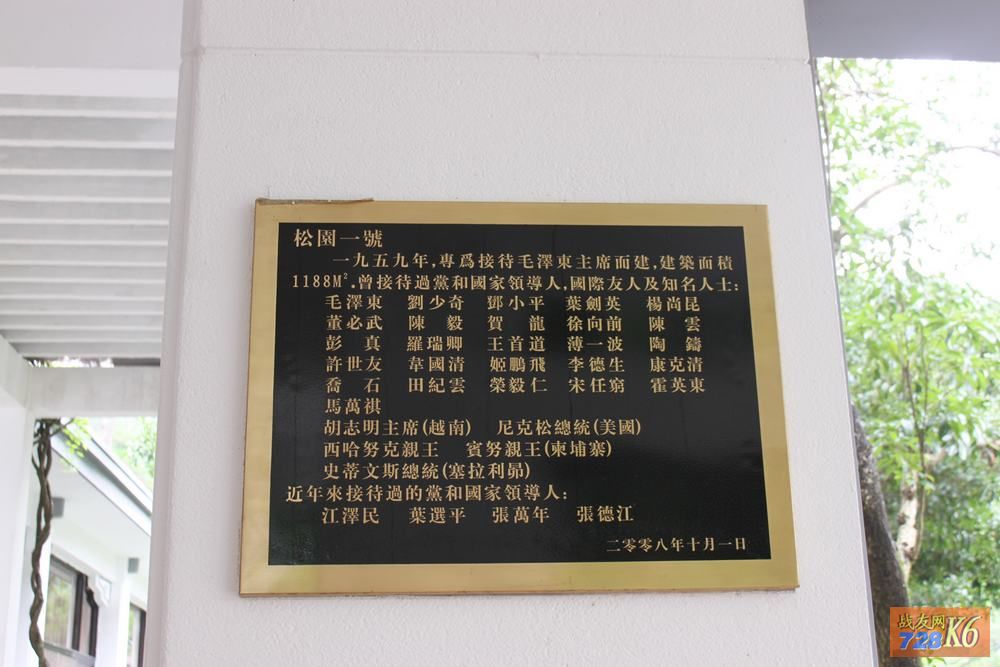 松園一號
一九五九年,專爲接待毛澤東主席而建,建築面積
1188M².曾接待過黨和國家領導人,國際友人及知名人士:
毛澤東 劉少奇 鄧小平 葉劍英 楊尚昆
董必武 陳毅 賀龍 徐向前 陳雲
彭真 羅瑞卿 王首道 薄一波 陶鑄
許世友 韋國清 姬鵬飛 李德生 康克清
喬石 田紀雲 榮毅仁 宋任窮 霍英東
馬萬祺
胡志明主席(越南) 尼克松總統(美國)
西哈努克親王 賓努親王(柬埔寨)
史蒂文斯總統(塞拉利昂)
近年來接待過的黨和國家領導人:
江澤民 葉選平 張萬年 張德江
二零零八年十月一日
战友网
728 K6